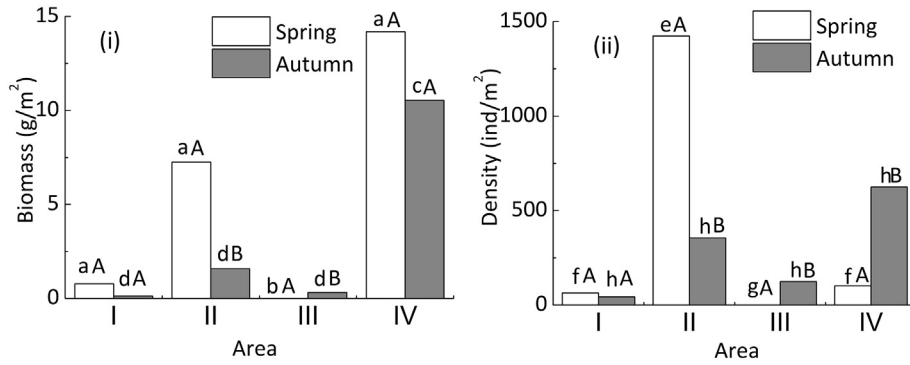 (i)
Spring
Autumn
Biomass (g/m²)
15
10
5
0
aA
dA
aA
dB
bA
dB
aA
cA
I II III IV
Area
(ii)
Spring
Autumn
Density (ind/m²)
1500
1000
500
0
fA
hA
eA
hB
gA
hB
fA
hB
I II III IV
Area